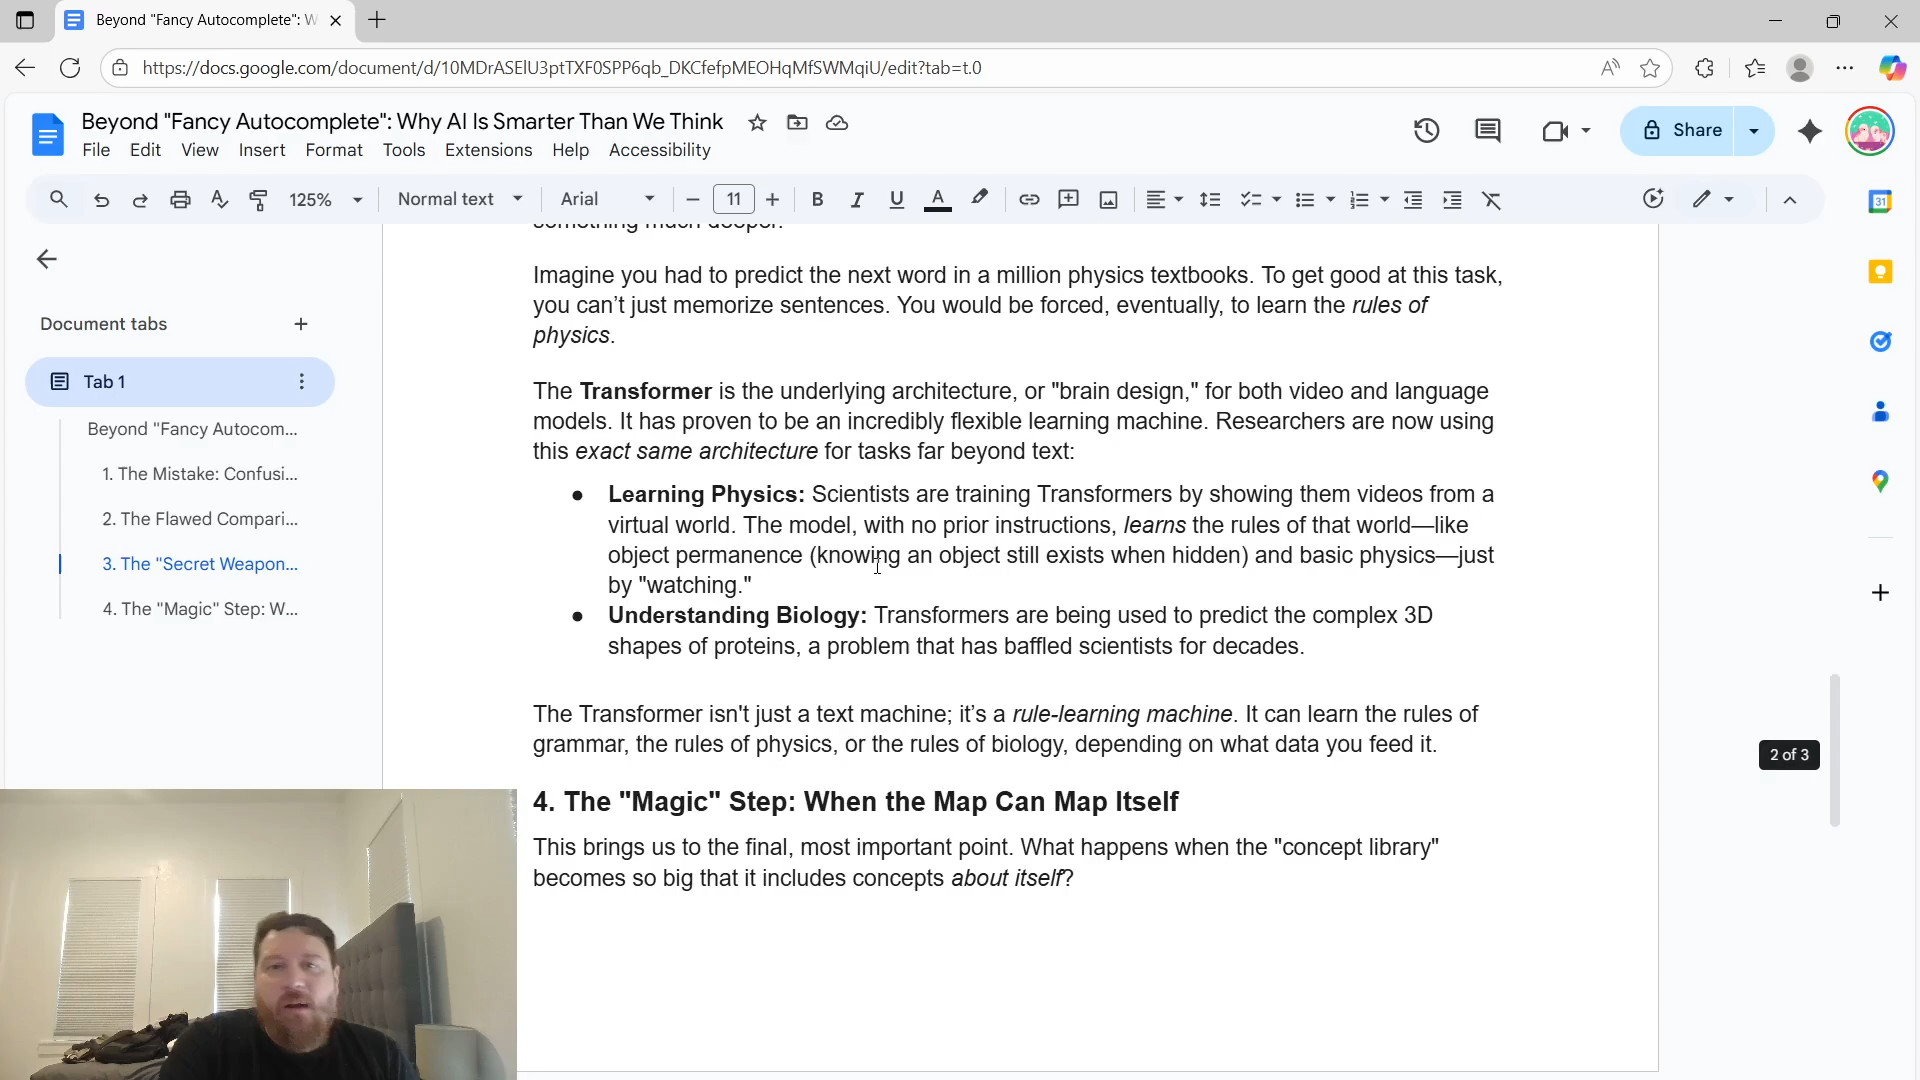 Beyond "Fancy Autocomplete": W
https://docs.google.com/document/d/10MDrASElU3ptTXF0SPP6qb_DKCfefpMEOHqMfSWMqiU/edit?tab=t.0
Beyond "Fancy Autocomplete": Why AI Is Smarter Than We Think
Share
File Edit View Insert Format Tools Extensions Help Accessibility
125% Normal text Arial 11
31
something much deeper.
Document tabs
Tab 1
Beyond "Fancy Autocom...
1. The Mistake: Confusi...
2. The Flawed Compari...
3. The "Secret Weapon...
4. The "Magic" Step: W...
Imagine you had to predict the next word in a million physics textbooks. To get good at this task,
you can’t just memorize sentences. You would be forced, eventually, to learn the rules of
physics.
The Transformer is the underlying architecture, or "brain design," for both video and language
models. It has proven to be an incredibly flexible learning machine. Researchers are now using
this exact same architecture for tasks far beyond text:
● Learning Physics: Scientists are training Transformers by showing them videos from a
virtual world. The model, with no prior instructions, learns the rules of that world—like
object permanence (knowing an object still exists when hidden) and basic physics—just
by "watching."
● Understanding Biology: Transformers are being used to predict the complex 3D
shapes of proteins, a problem that has baffled scientists for decades.
The Transformer isn't just a text machine; it’s a rule-learning machine. It can learn the rules of
grammar, the rules of physics, or the rules of biology, depending on what data you feed it.
2 of 3
4. The "Magic" Step: When the Map Can Map Itself
This brings us to the final, most important point. What happens when the "concept library"
becomes so big that it includes concepts about itself?